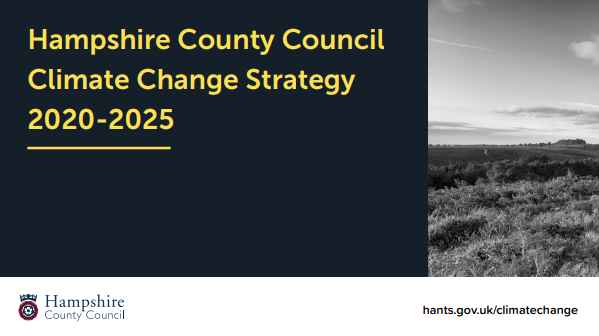 Hampshire County Council
Climate Change Strategy
2020-2025
Hampshire
County Council
hants.gov.uk/climatechange